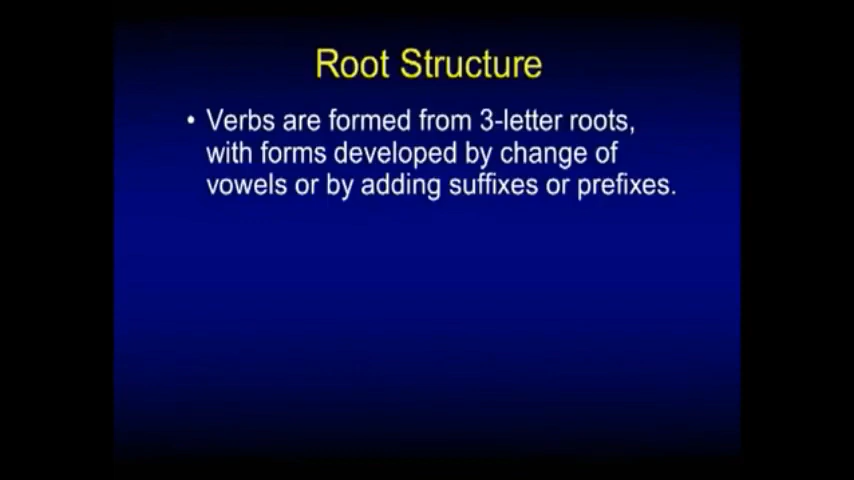 Root Structure
• Verbs are formed from 3-letter roots,
with forms developed by change of
vowels or by adding suffixes or prefixes.